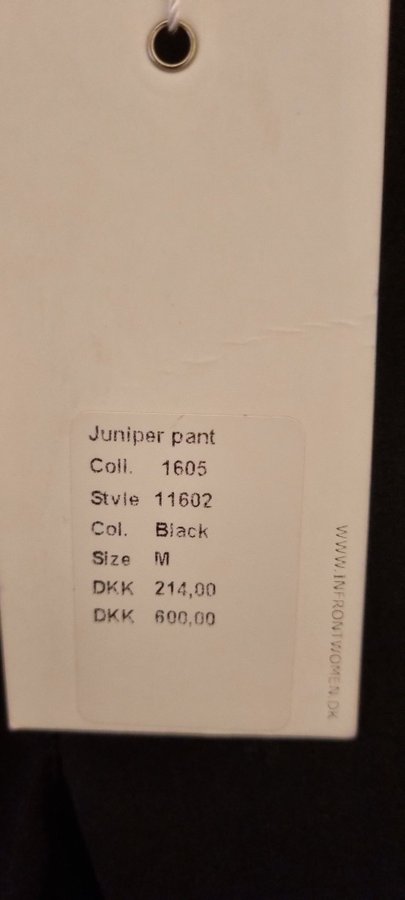 Juniper pant
Coll. 1605
Style 11602
Col. Black
Size M
DKK 214,00
DKK 600,00
WWW.INFRONTWOMEN.DK